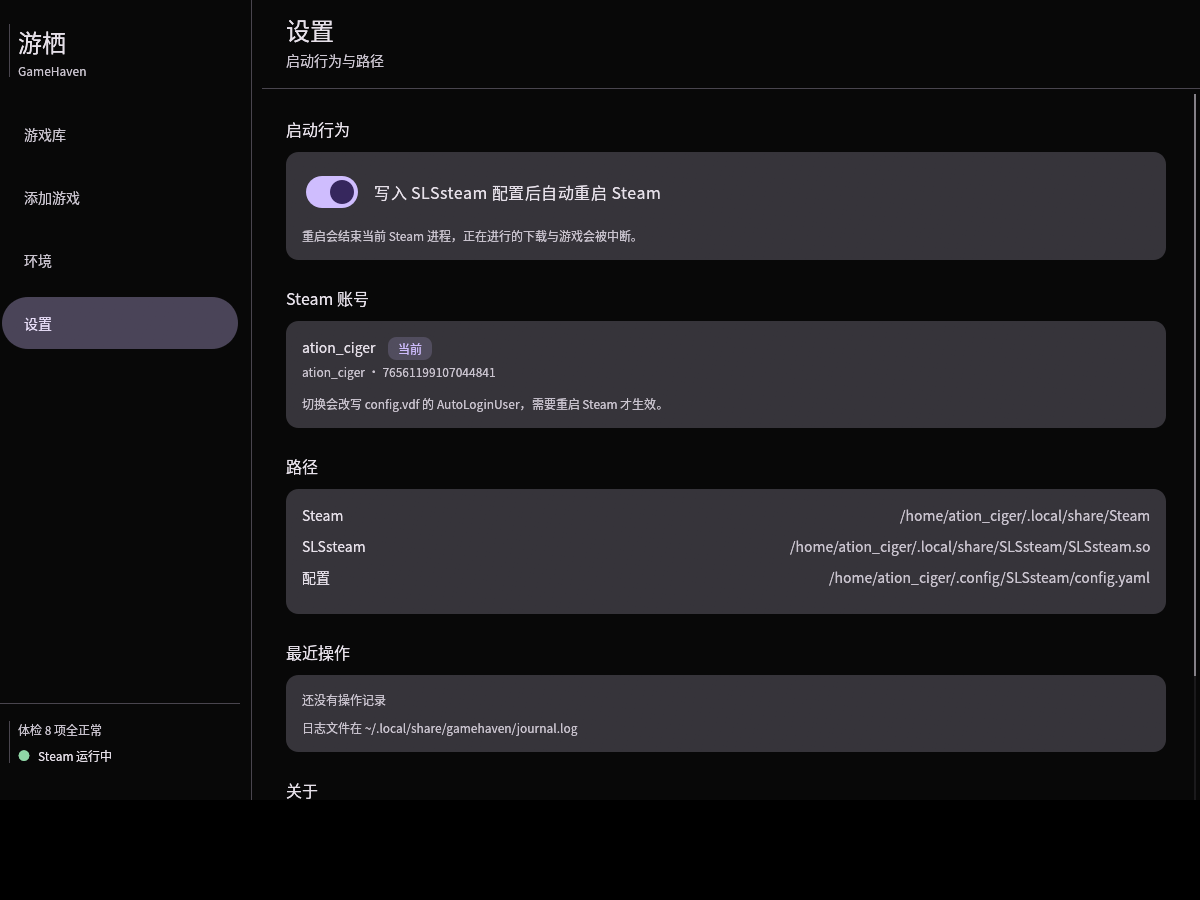 游栖
GameHaven
游戏库
添加游戏
环境
设置
体检 8 项全正常
Steam 运行中
设置
启动行为与路径
启动行为
写入 SLSsteam 配置后自动重启 Steam
重启会结束当前 Steam 进程，正在进行的下载与游戏会被中断。
Steam 账号
ation_ciger 当前
ation_ciger · 76561199107044841
切换会改写 config.vdf 的 AutoLoginUser，需要重启 Steam 才生效。
路径
Steam /home/ation_ciger/.local/share/Steam
SLSsteam /home/ation_ciger/.local/share/SLSsteam/SLSsteam.so
配置 /home/ation_ciger/.config/SLSsteam/config.yaml
最近操作
还没有操作记录
日志文件在 ~/.local/share/gamehaven/journal.log
关于